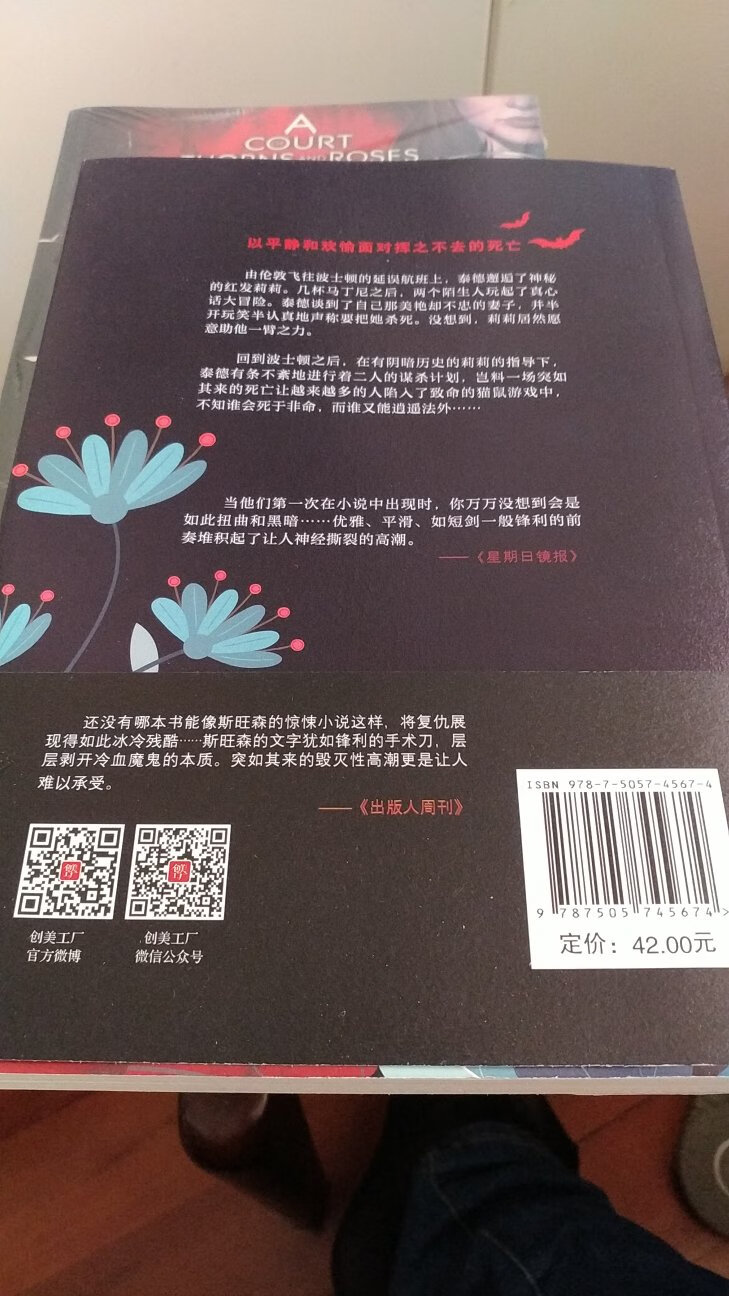 A
COURT
THORNS AND ROSES
以平静和欢愉面对挥之不去的死亡
由伦敦飞往波士顿的延误航班上，泰德邂逅了神秘
的红发莉莉。几杯马丁尼之后，两个陌生人玩起了真心
话大冒险。泰德谈到了自己那美艳却不忠的妻子，并半
开玩笑半认真地声称要把她杀死。没想到，莉莉居然愿
意助他一臂之力。
回到波士顿之后，在有阴暗历史的莉莉的指导下，
泰德有条不紊地进行着二人的谋杀计划，岂料一场突如
其来的死亡让越来越多的人陷入了致命的猫鼠游戏中，
不知谁会死于非命，而谁又能逍遥法外……
当他们第一次在小说中出现时，你万万没想到会是
如此扭曲和黑暗……优雅、平滑、如短剑一般锋利的前
奏堆积起了让人神经撕裂的高潮。
——《星期日镜报》
还没有哪本书能像斯旺森的惊悚小说这样，将复仇展
现得如此冰冷残酷……斯旺森的文字犹如锋利的手术刀，层
层剥开冷血魔鬼的本质。突如其来的毁灭性高潮更是让人
难以承受。
——《出版人周刊》
创美工厂
官方微博
创美工厂
微信公众号
ISBN 978-7-5057-4567-4
9 787505 745674 >
定价：42.00元